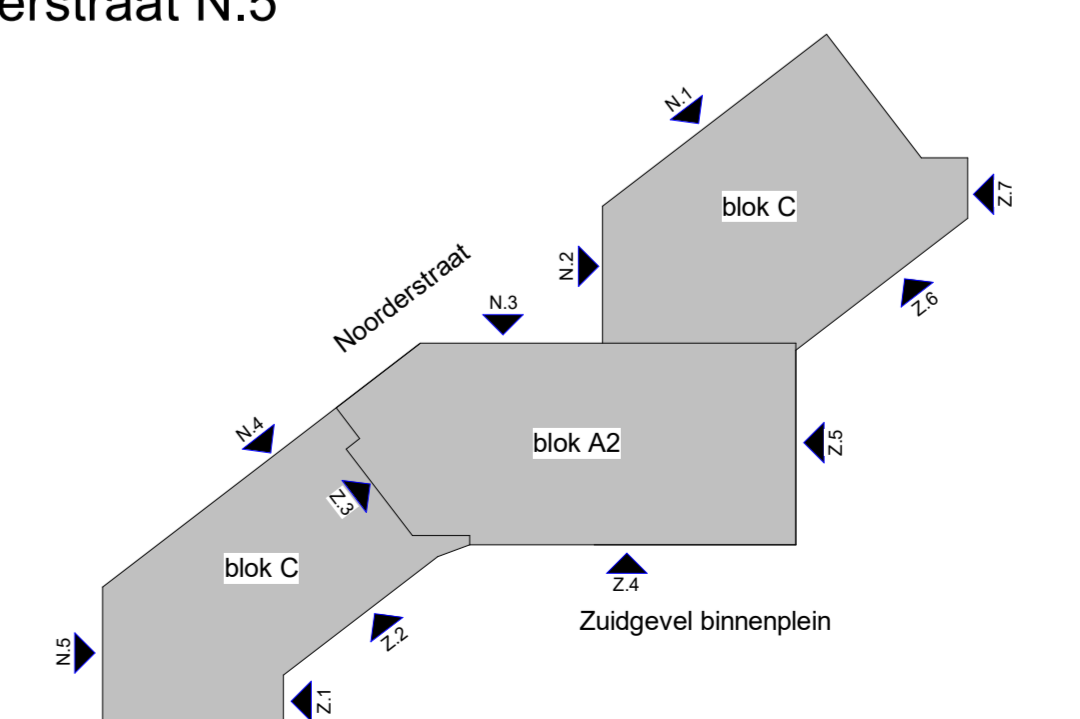 erstraat N.5
N.1
blok C
Z.7
N.2
Z.6
Noorderstraat
N.3
N.4
blok A2
Z.5
Z.3
blok C
Z.4
Zuidgevel binnenplein
N.5
Z.2
Z.1